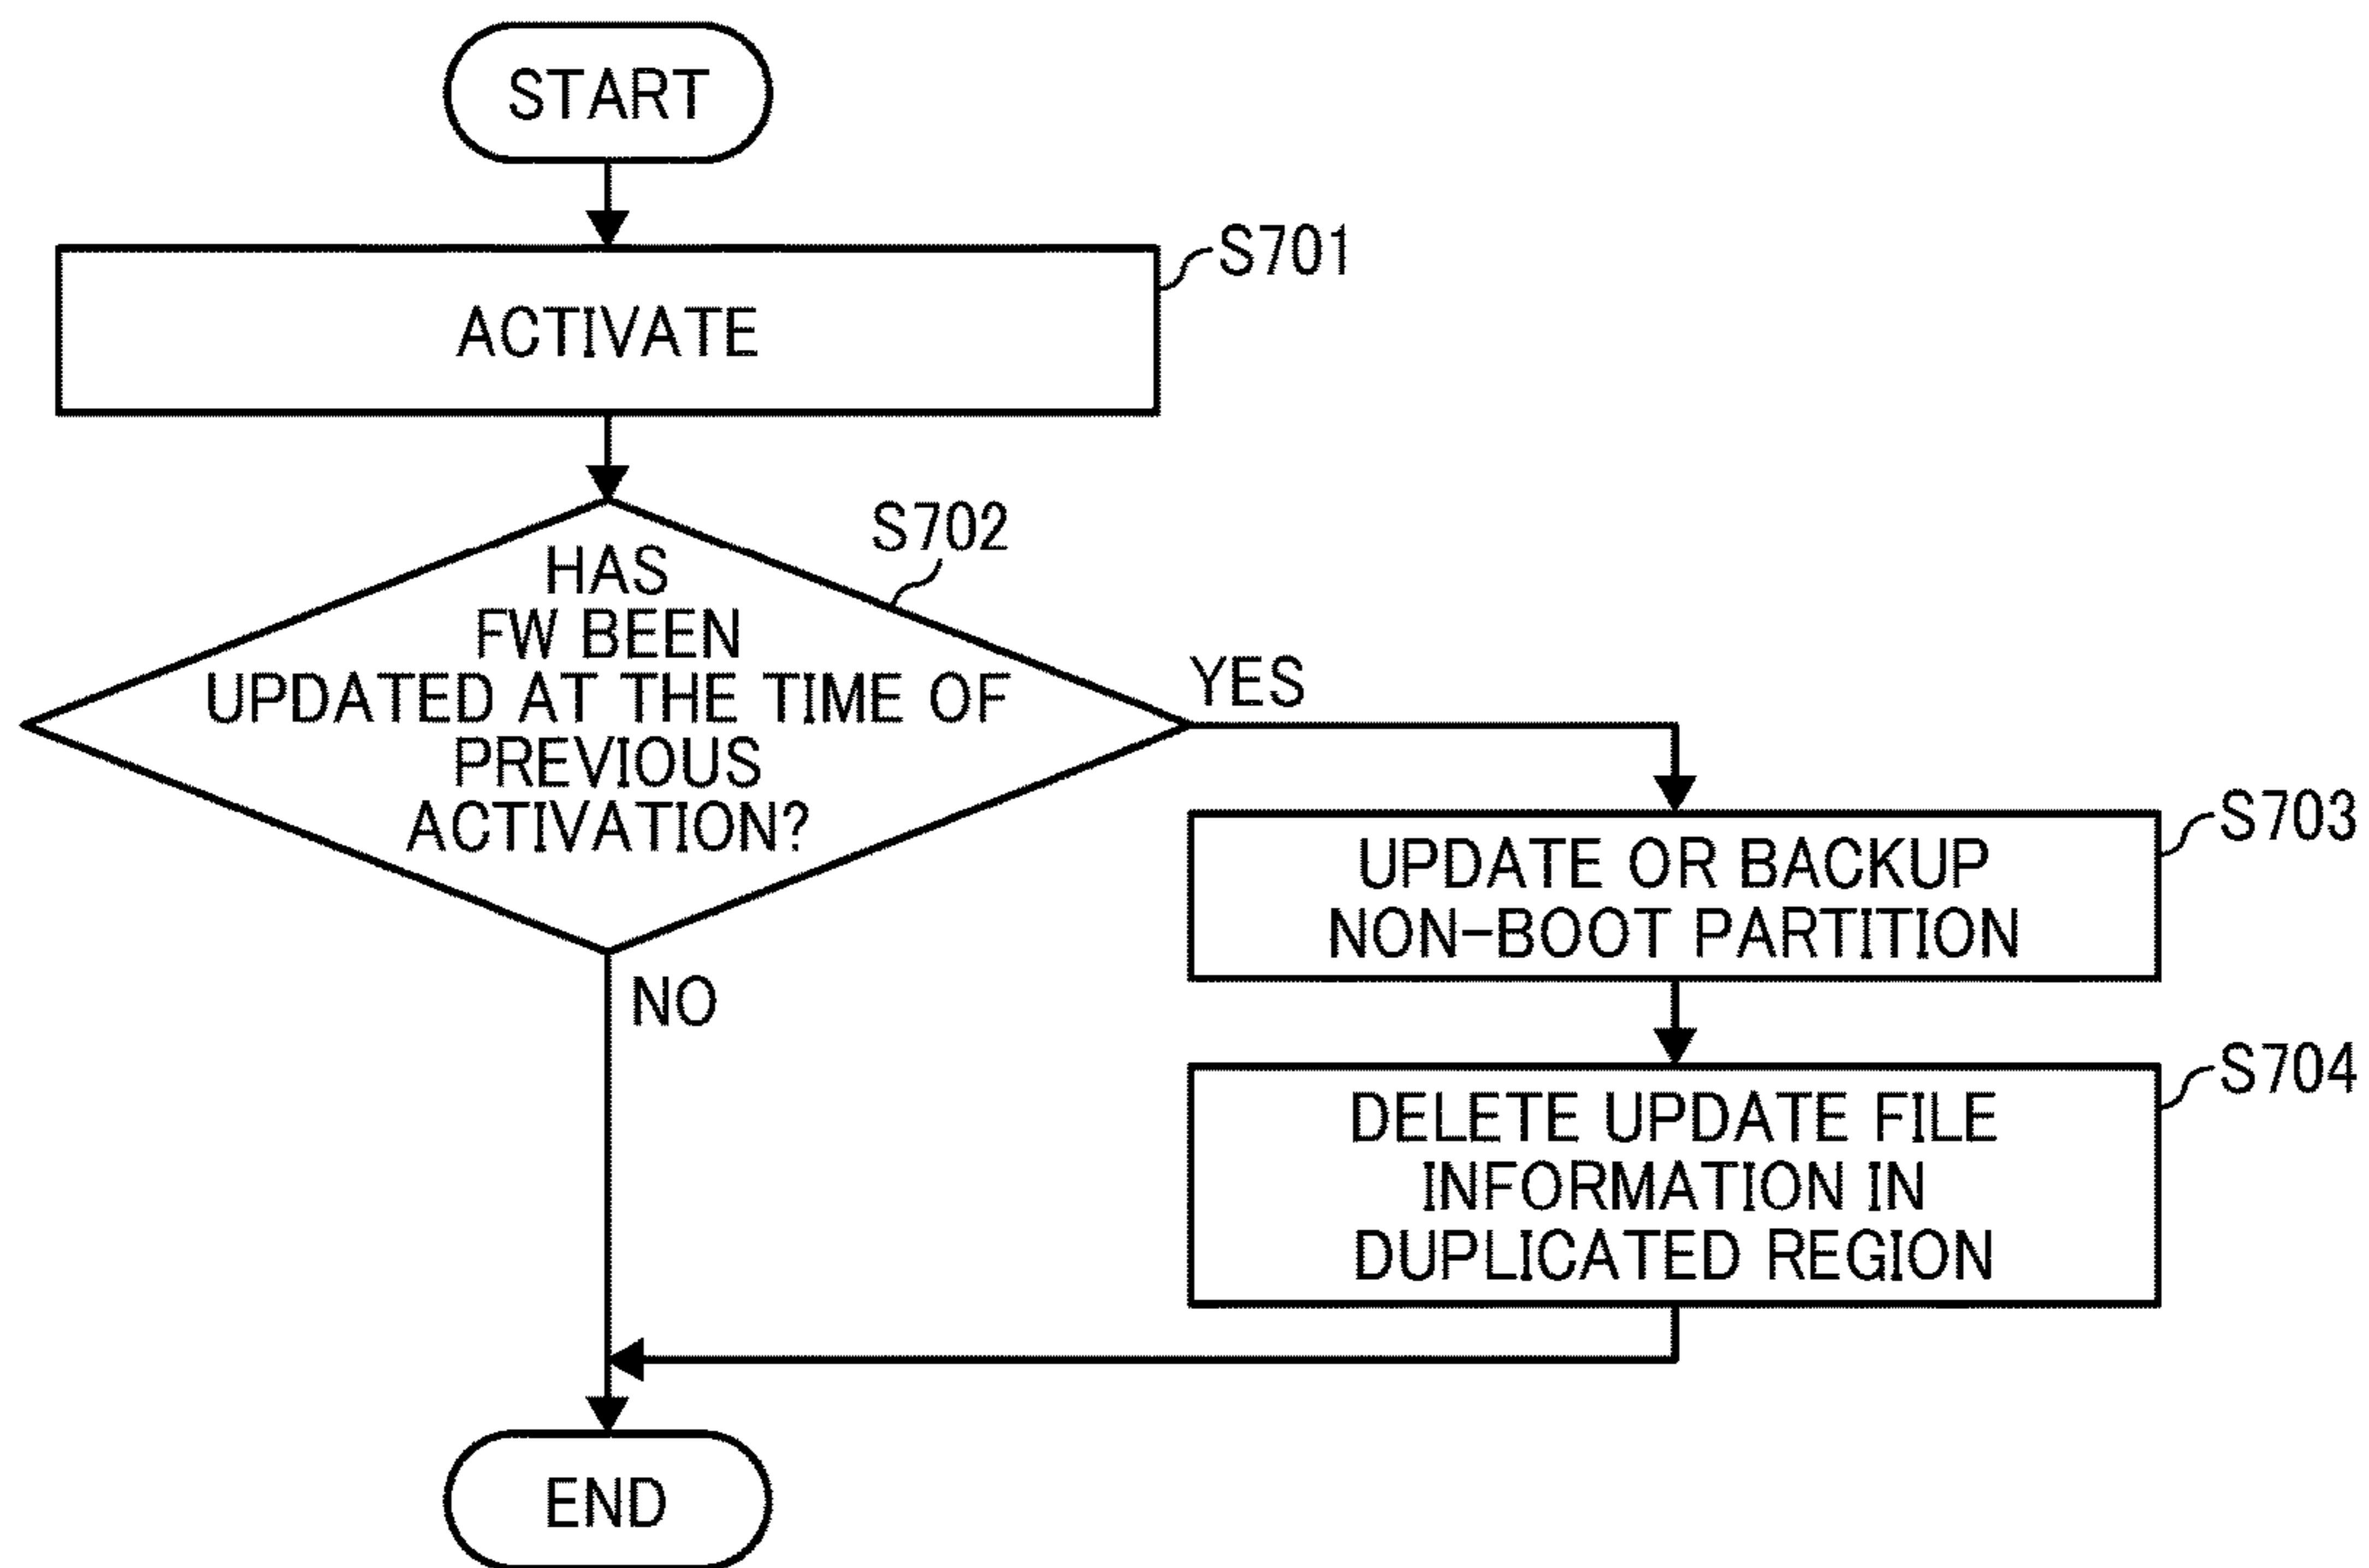 START
S701
ACTIVATE
S702
HAS
FW BEEN
UPDATED AT THE TIME OF
PREVIOUS
ACTIVATION?
YES
NO
S703
UPDATE OR BACKUP
NON-BOOT PARTITION
S704
DELETE UPDATE FILE
INFORMATION IN
DUPLICATED REGION
END